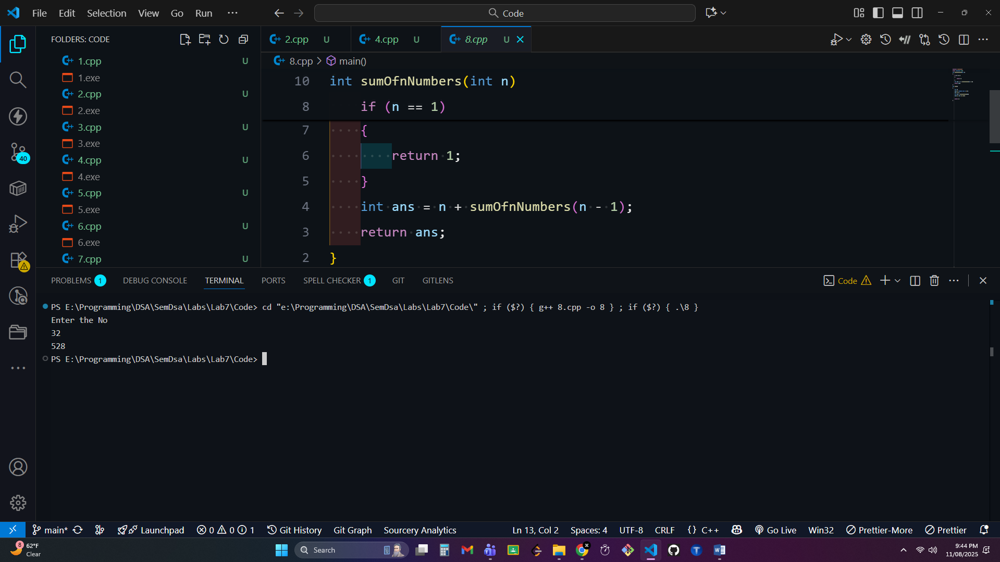 File Edit Selection View Go Run ···
Code
FOLDERS: CODE
1.cpp U
1.exe
2.cpp U
2.exe
3.cpp U
3.exe
4.cpp U
4.exe
5.cpp U
5.exe
6.cpp U
6.exe
7.cpp U
40
2.cpp U
4.cpp U
8.cpp U
8.cpp > main()
10 int sumOfnNumbers(int n)
8 if (n == 1)
7 {
6 return 1;
5 }
4 int ans = n + sumOfnNumbers(n - 1);
3 return ans;
2 }
PROBLEMS 1 DEBUG CONSOLE TERMINAL PORTS SPELL CHECKER 1 GIT GITLENS
Code
PS E:\Programming\DSA\SemDsa\Labs\Lab7\Code> cd "e:\Programming\DSA\SemDsa\Labs\Lab7\Code\" ; if ($?) { g++ 8.cpp -o 8 } ; if ($?) { .\8 }
Enter the No
32
528
PS E:\Programming\DSA\SemDsa\Labs\Lab7\Code>
main* Launchpad 0 0 1 Git History Git Graph Sourcery Analytics
Ln 13, Col 2 Spaces: 4 UTF-8 CRLF {} C++ Go Live Win32 Prettier-More Prettier
8
62°F
Clear
Search
9:44 PM
11/08/2025